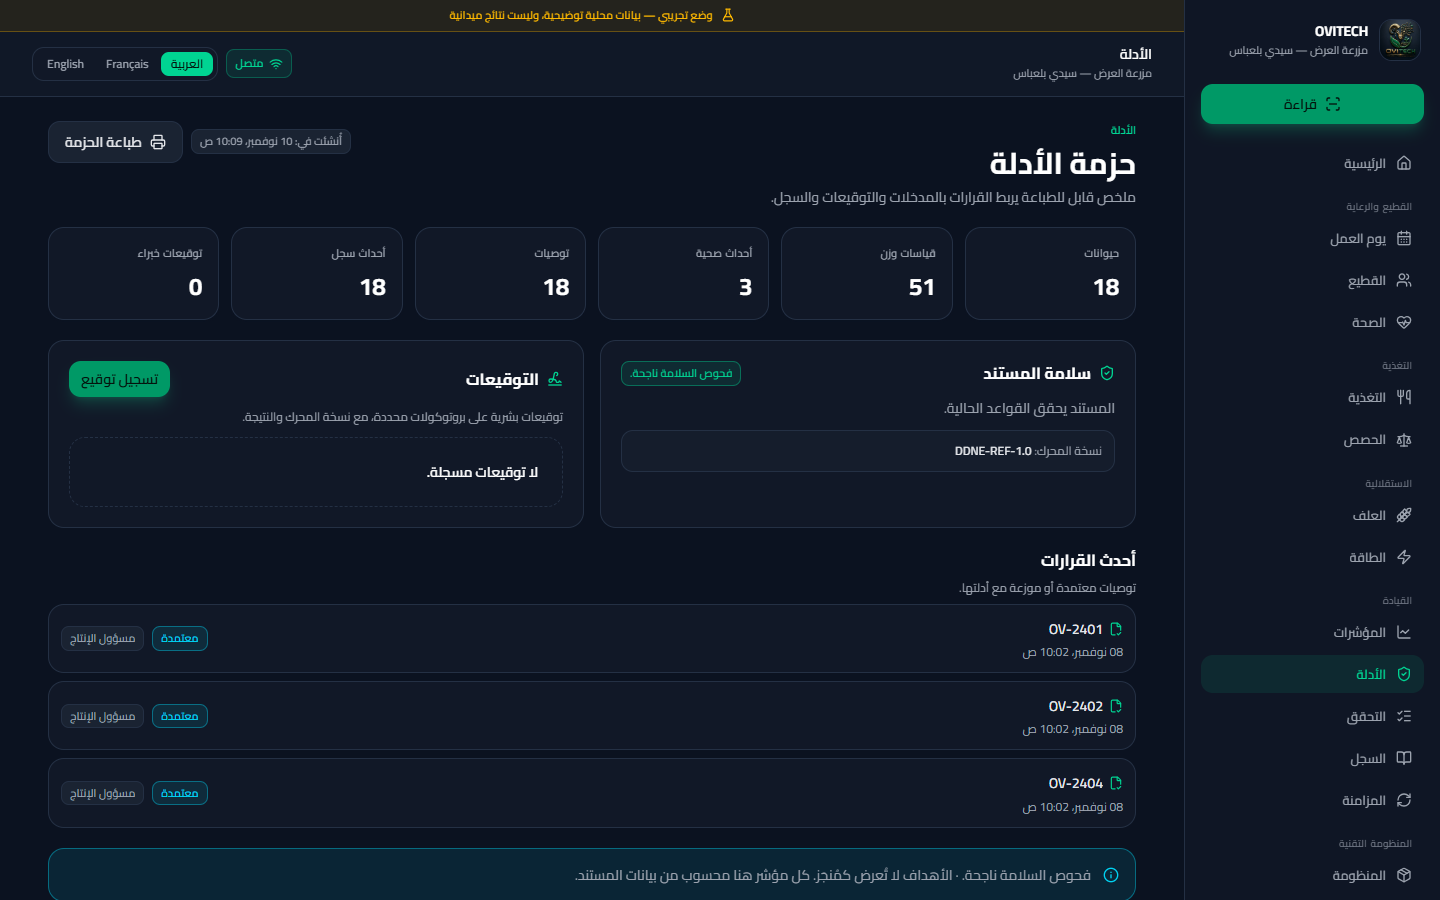 وضع تجريبي — بيانات محلية توضيحية، وليست نتائج ميدانية
OVITECH
مزرعة العرض — سيدي بلعباس
قراءة
الرئيسية
القطيع والرعاية
يوم العمل
القطيع
الصحة
التغذية
التغذية
الحصص
الاستقلالية
العلف
الطاقة
القيادة
المؤشرات
الأدلة
التحقق
السجل
المزامنة
المنظومة التقنية
المنظومة
الأدلة
مزرعة العرض — سيدي بلعباس
متصل
العربية
Français
English
الأدلة
حزمة الأدلة
ملخص قابل للطباعة يربط القرارات بالمدخلات والتوقيعات والسجل.
أُنشئت في: 10 نوفمبر، 10:09 ص
طباعة الحزمة
حيوانات
18
قياسات وزن
51
أحداث صحية
3
توصيات
18
أحداث سجل
18
توقيعات خبراء
0
سلامة المستند
فحوص السلامة ناجحة.
المستند يحقق القواعد الحالية.
نسخة المحرك: DDNE-REF-1.0
التوقيعات
تسجيل توقيع
توقيعات بشرية على بروتوكولات محددة، مع نسخة المحرك والنتيجة.
لا توقيعات مسجلة.
أحدث القرارات
توصيات معتمدة أو موزعة مع أدلتها.
OV-2401
08 نوفمبر، 10:02 ص
معتمدة
مسؤول الإنتاج
OV-2402
08 نوفمبر، 10:02 ص
معتمدة
مسؤول الإنتاج
OV-2404
08 نوفمبر، 10:02 ص
معتمدة
مسؤول الإنتاج
فحوص السلامة ناجحة. · الأهداف لا تُعرض كمُنجز. كل مؤشر هنا محسوب من بيانات المستند.